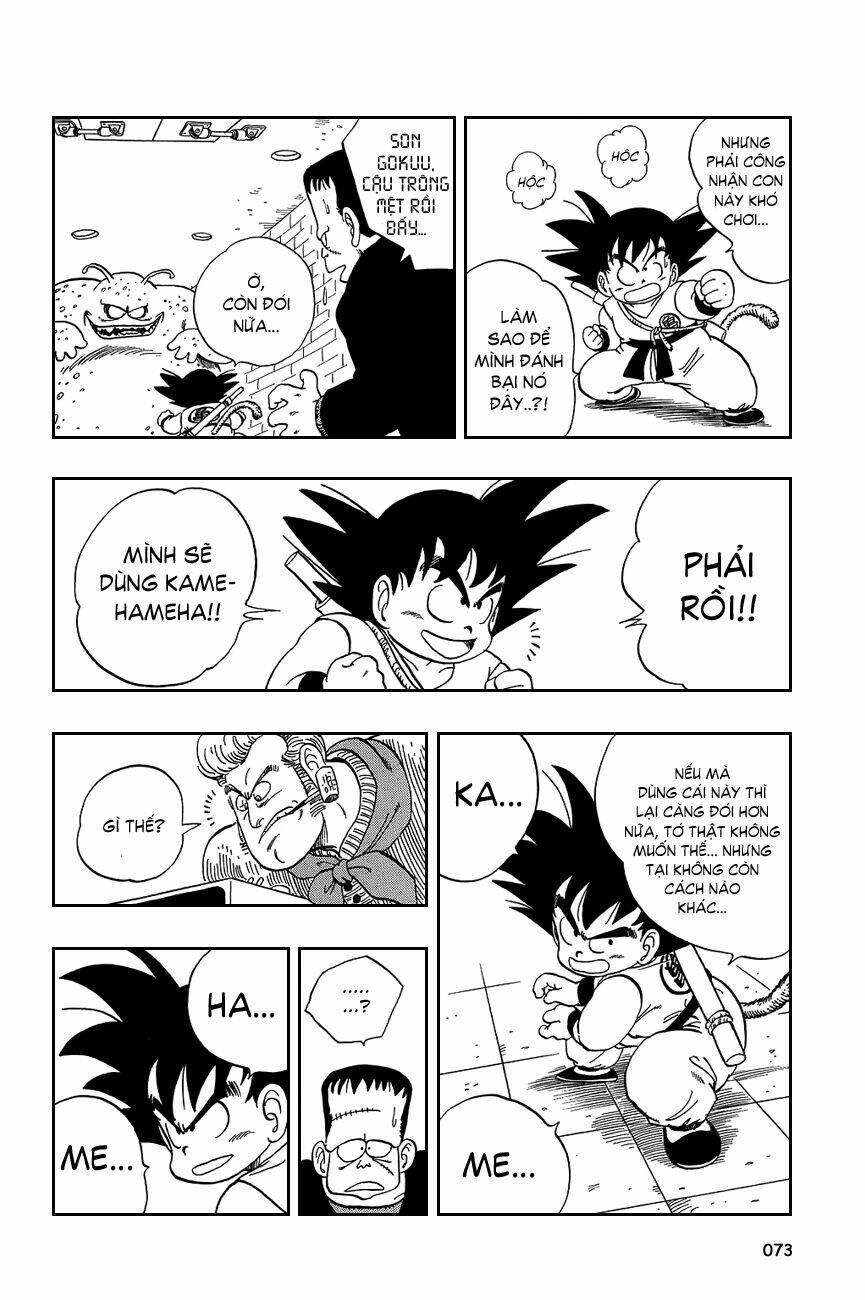 NHƯNG
PHẢI CÔNG
NHẬN CON
NÀY KHÓ
CHƠI...
HỘC
HỘC
LÀM
SAO ĐỂ
MÌNH ĐÁNH
BẠI NÓ
ĐÂY..?!
SON
GOKUU,
CẬU TRÔNG
MỆT RỒI
ĐẤY...
Ờ,
CÒN ĐÓI
NỮA...
PHẢI
RỒI!!
MÌNH SẼ
DÙNG KAME-
HAMEHA!!
NẾU MÀ
DÙNG CÁI NÀY THÌ
LẠI CÀNG ĐÓI HƠN
NỮA, TỚ THẬT KHÔNG
MUỐN THẾ... NHƯNG
TẠI KHÔNG CÒN
CÁCH NÀO
KHÁC...
KA...
ME...
GÌ THẾ?
......
...?
HA...
ME...
073